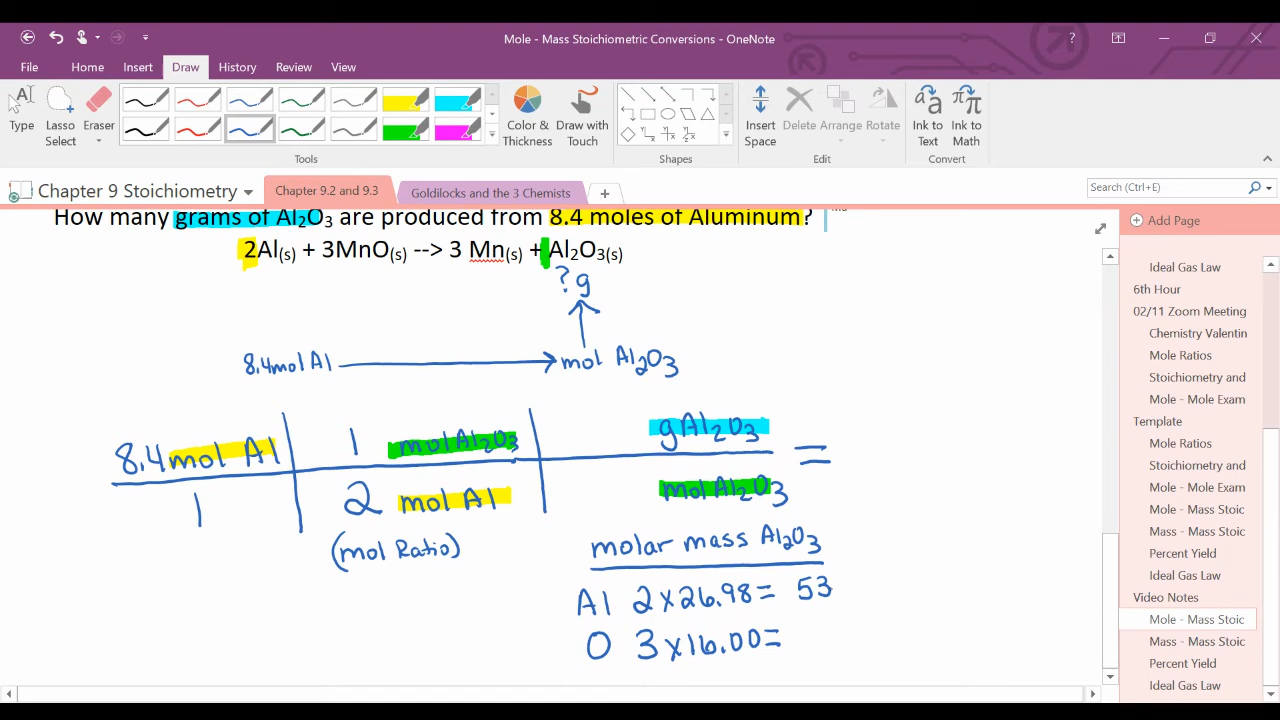 Mole - Mass Stoichiometric Conversions - OneNote
?
File Home Insert Draw History Review View
Type
Lasso Select
Eraser
Color & Thickness
Draw with Touch
Insert Space
Delete
Arrange
Rotate
Ink to Text
Ink to Math
Tools
Shapes
Edit
Convert
Chapter 9 Stoichiometry
Chapter 9.2 and 9.3
Goldilocks and the 3 Chemists
+
Search (Ctrl+E)
How many grams of Al₂O₃ are produced from 8.4 moles of Aluminum?
2Al(s) + 3MnO(s) --> 3 Mn(s) + Al₂O₃(s)
? g
8.4mol Al → mol Al₂O₃
8.4 mol Al | 1 mol Al₂O₃ | g Al₂O₃ =
1 | 2 mol Al | mol Al₂O₃
(mol Ratio)
molar mass Al₂O₃
Al 2 x 26.98 = 53
O 3 x 16.00 =
Add Page
Ideal Gas Law
6th Hour
02/11 Zoom Meeting
Chemistry Valentin
Mole Ratios
Stoichiometry and
Mole - Mole Exam
Template
Mole Ratios
Stoichiometry and
Mole - Mole Exam
Mole - Mass Stoic
Mass - Mass Stoic
Percent Yield
Ideal Gas Law
Video Notes
Mole - Mass Stoic
Mass - Mass Stoic
Percent Yield
Ideal Gas Law